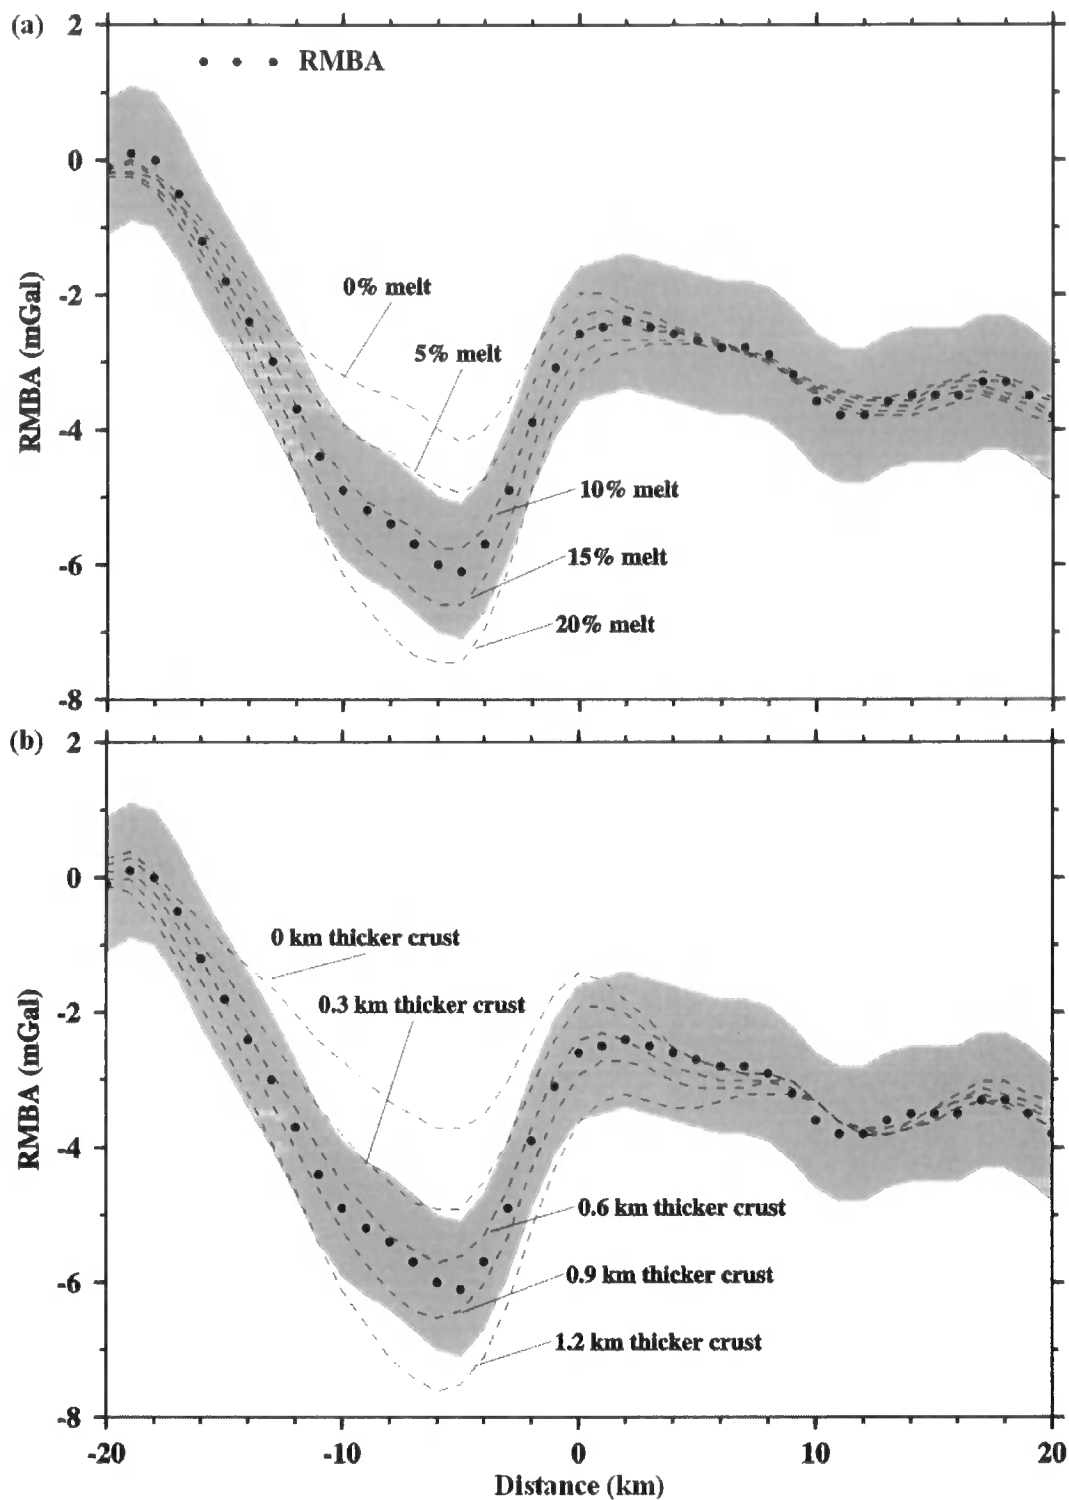 (a)
2
RMBA
0
0% melt
-2
5% melt
RMBA (mGal)
-4
10% melt
15% melt
-6
20% melt
-8
(b)
2
0
0 km thicker crust
0.3 km thicker crust
-2
RMBA (mGal)
-4
0.6 km thicker crust
0.9 km thicker crust
-6
1.2 km thicker crust
-8
-20 -10 0 10 20
Distance (km)